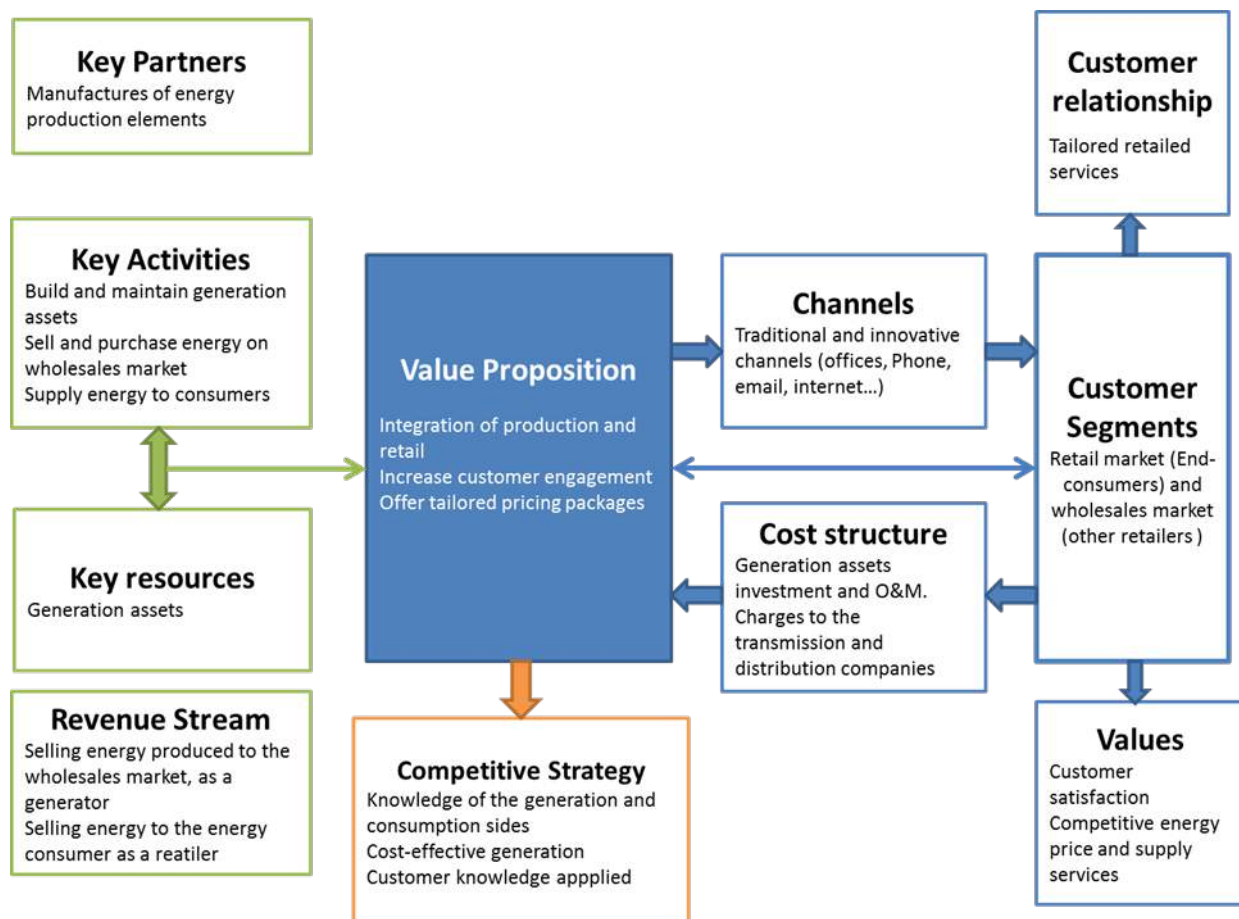 Key Partners
Manufactures of energy
production elements
Key Activities
Build and maintain generation
assets
Sell and purchase energy on
wholesales market
Supply energy to consumers
Key resources
Generation assets
Revenue Stream
Selling energy produced to the
wholesales market, as a
generator
Selling energy to the energy
consumer as a reatiler
Value Proposition
Integration of production and
retail
Increase customer engagement
Offer tailored pricing packages
Competitive Strategy
Knowledge of the generation and
consumption sides
Cost-effective generation
Customer knowledge appplied
Channels
Traditional and innovative
channels (offices, Phone,
email, internet...)
Cost structure
Generation assets
investment and O&M.
Charges to the
transmission and
distribution companies
Customer
relationship
Tailored retailed
services
Customer
Segments
Retail market (End-
consumers) and
wholesales market
(other retailers )
Values
Customer
satisfaction
Competitive energy
price and supply
services